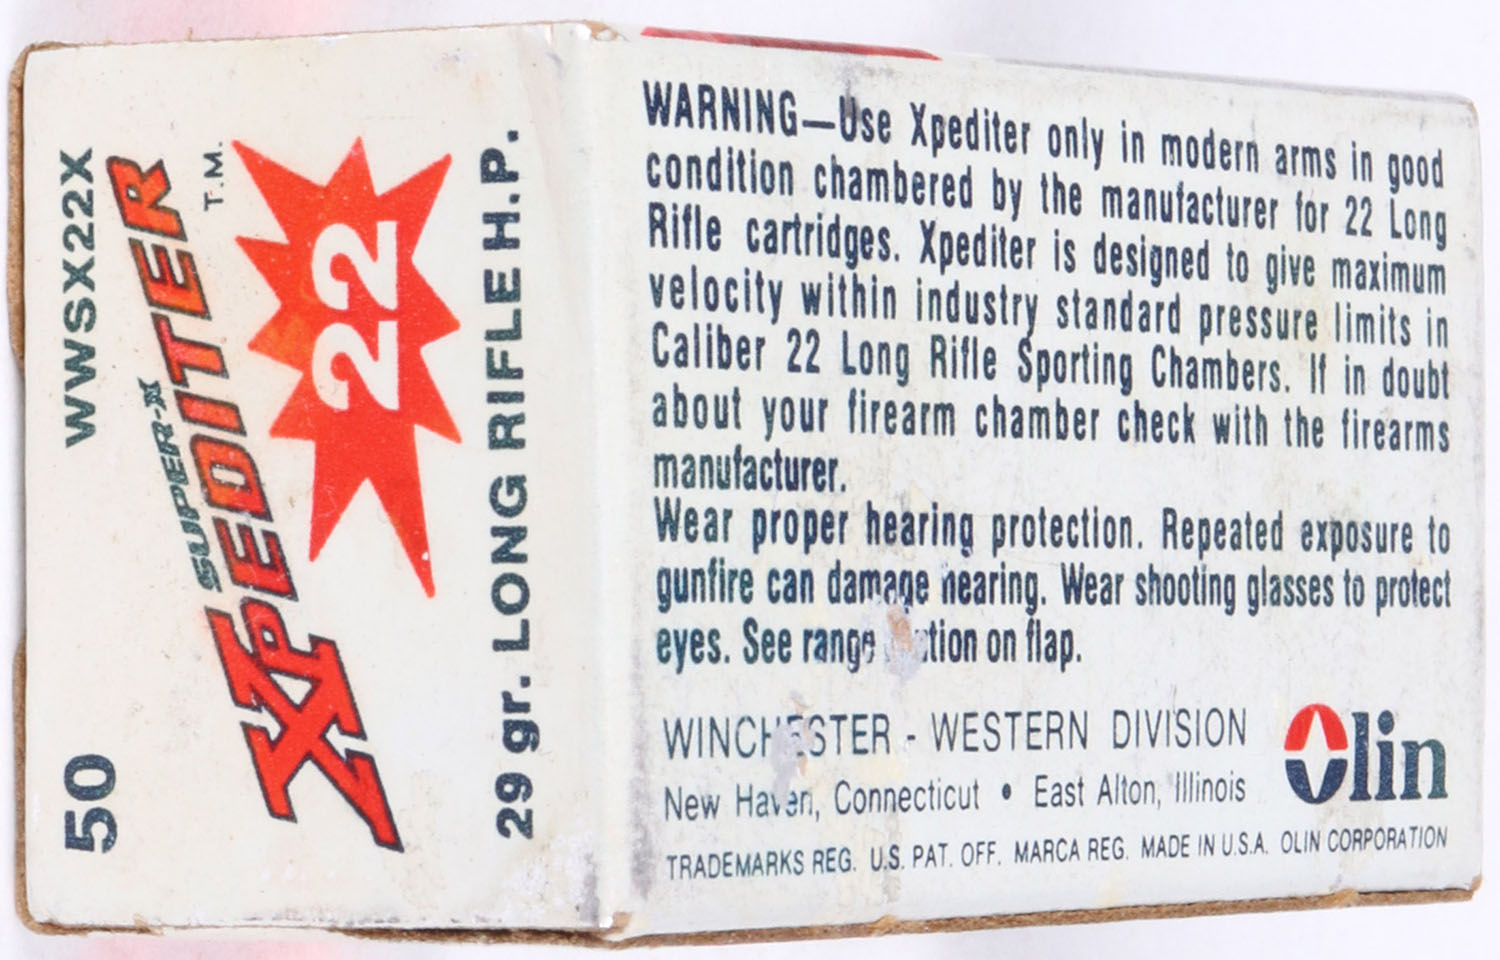 50 WWSX22X
SUPER-X
XPEDITER
T.M.
22
29 gr. LONG RIFLE H.P.
WARNING—Use Xpediter only in modern arms in good
condition chambered by the manufacturer for 22 Long
Rifle cartridges. Xpediter is designed to give maximum
velocity within industry standard pressure limits in
Caliber 22 Long Rifle Sporting Chambers. If in doubt
about your firearm chamber check with the firearms
manufacturer.
Wear proper hearing protection. Repeated exposure to
gunfire can damage hearing. Wear shooting glasses to protect
eyes. See range on flap.
WINCHESTER - WESTERN DIVISION
New Haven, Connecticut • East Alton, Illinois
Olin
TRADEMARKS REG. U.S. PAT. OFF. MARCA REG. MADE IN U.S.A. OLIN CORPORATION